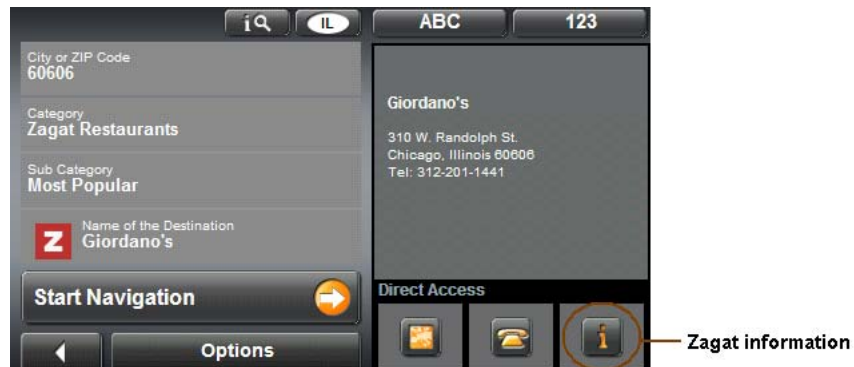 i
IL
ABC
123
City or ZIP Code
60606
Category
Zagat Restaurants
Sub Category
Most Popular
Z
Name of the Destination
Giordano's
Start Navigation
Options
Giordano's
310 W. Randolph St.
Chicago, Illinois 60606
Tel: 312-201-1441
Direct Access
i
Zagat information